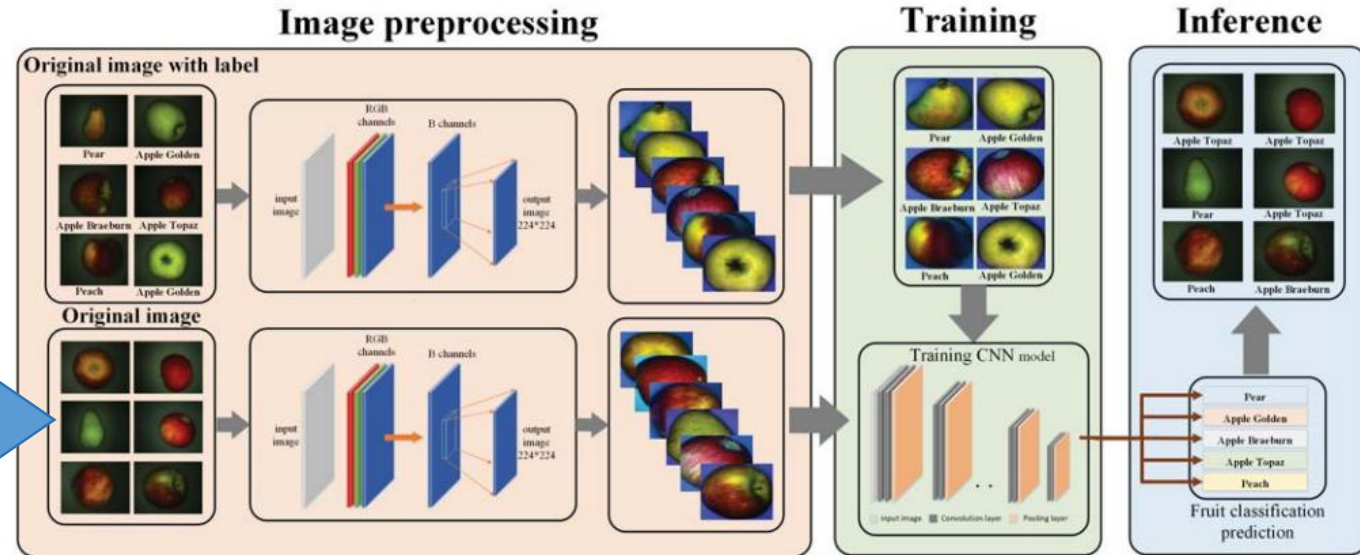 Image preprocessing
Training
Inference
Original image with label
Pear
Apple Golden
Apple Braeburn
Apple Topaz
Peach
Apple Golden
input
image
RGB
channels
B channels
output
image
224*224
Original image
input
image
RGB
channels
B channels
output
image
224*224
Pear
Apple Golden
Apple Braeburn
Apple Topaz
Peach
Apple Golden
Training CNN model
. .
input image
Convolution layer
Pooling layer
Apple Topaz
Apple Topaz
Pear
Apple Topaz
Peach
Apple Braeburn
Pear
Apple Golden
Apple Braeburn
Apple Topaz
Peach
Fruit classification
prediction